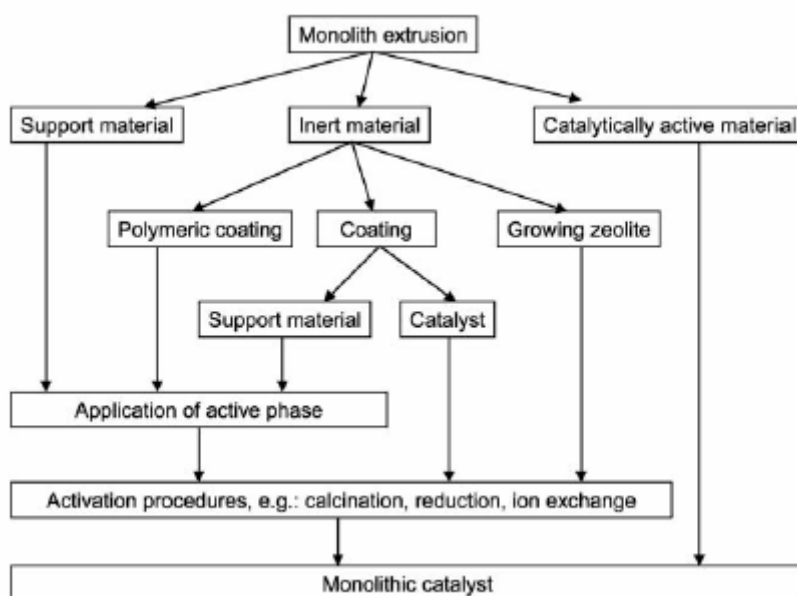 Monolith extrusion
Support material
Inert material
Catalytically active material
Polymeric coating
Coating
Growing zeolite
Support material
Catalyst
Application of active phase
Activation procedures, e.g.: calcination, reduction, ion exchange
Monolithic catalyst